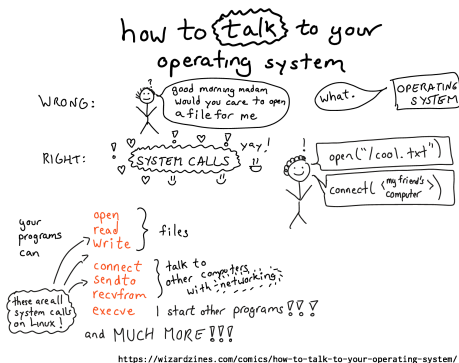 how to talk to your
operating system
WRONG:
good morning madam
would you care to open
a file for me
what.
OPERATING
SYSTEM
RIGHT:
SYSTEM CALLS
yay!
open("/cool.txt")
connect( <my friend's
computer> )
your
programs
can
open
read
write
files
connect
sendto
recvfrom
talk to
other computers
with networking
execve
start other programs!!!
and MUCH MORE!!!
these are all
system calls
on Linux!
https://wizardzines.com/comics/how-to-talk-to-your-operating-system/